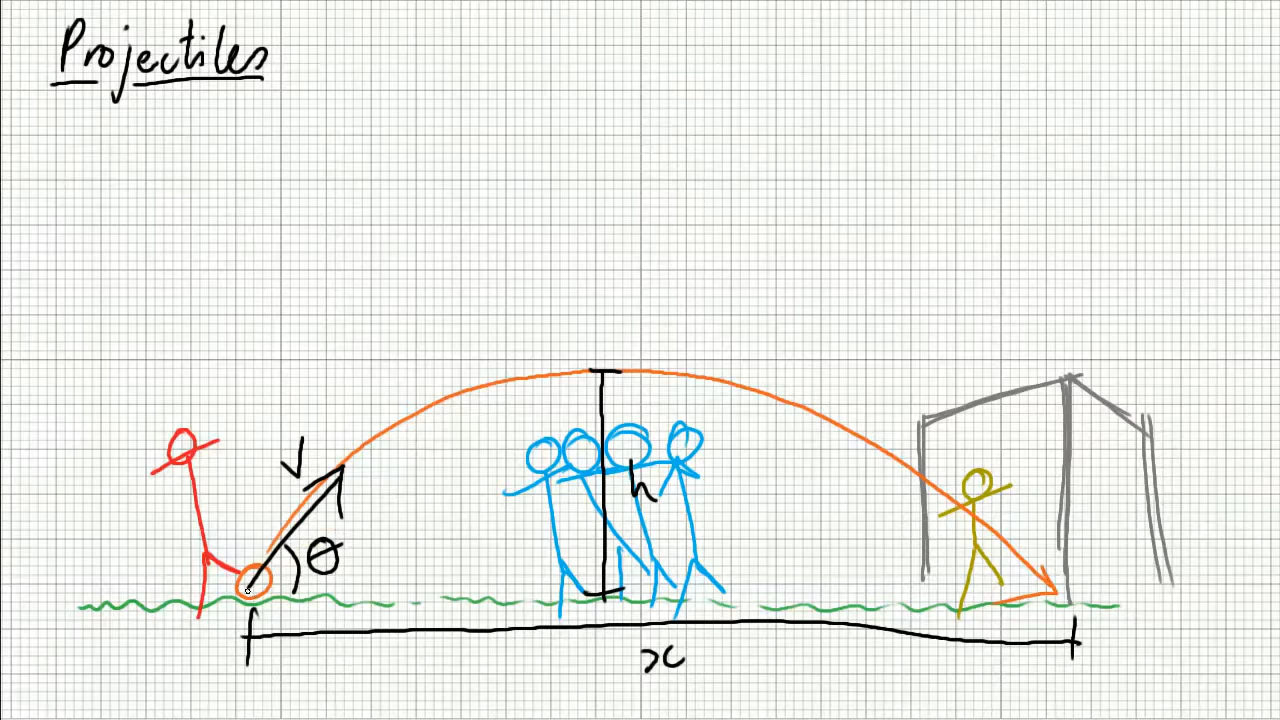 Projectiles
V
θ
h
x